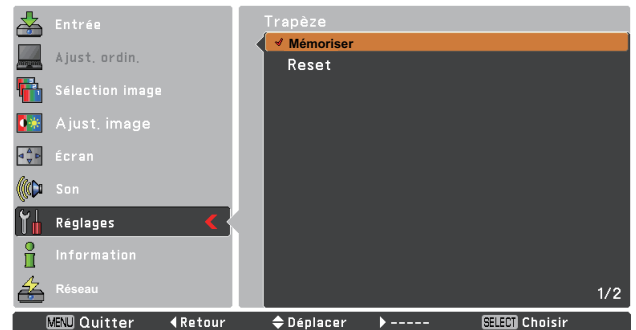 Entrée
Ajust. ordin.
Sélection image
Ajust. image
Écran
Son
Réglages
Information
Réseau
Trapèze
Mémoriser
Reset
1/2
MENU Quitter Retour Déplacer ----- SELECT Choisir